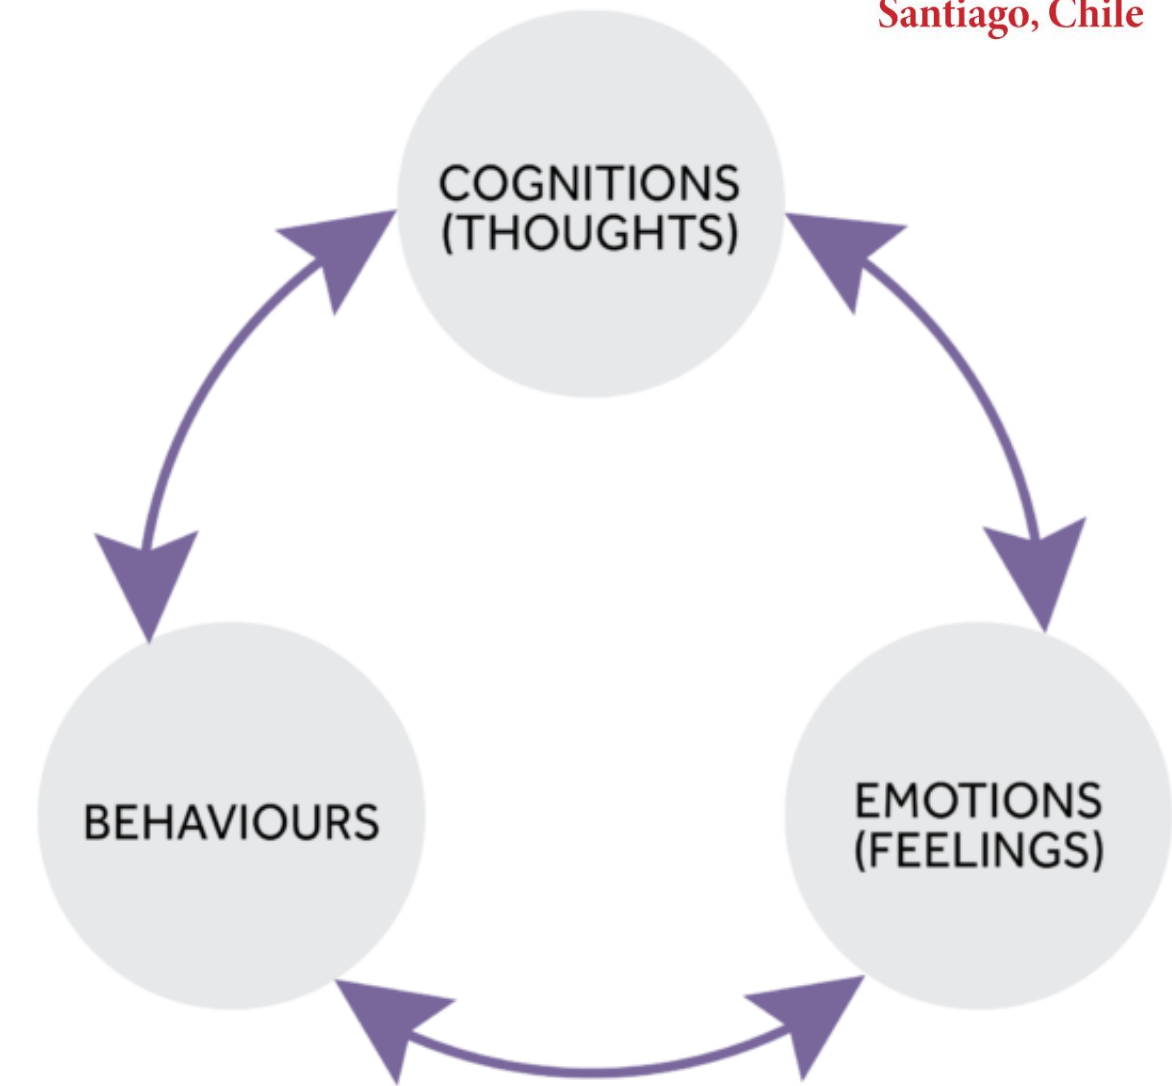 Santiago, Chile
COGNITIONS
(THOUGHTS)
BEHAVIOURS
EMOTIONS
(FEELINGS)